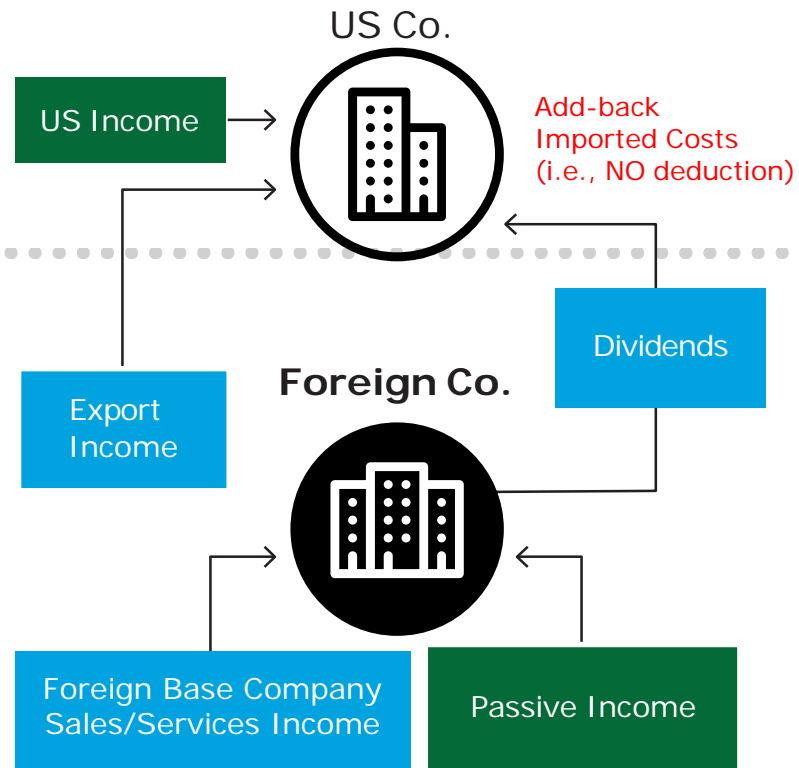 US Co.
US Income
Add-back
Imported Costs
(i.e., NO deduction)
Dividends
Foreign Co.
Export
Income
Foreign Base Company
Sales/Services Income
Passive Income